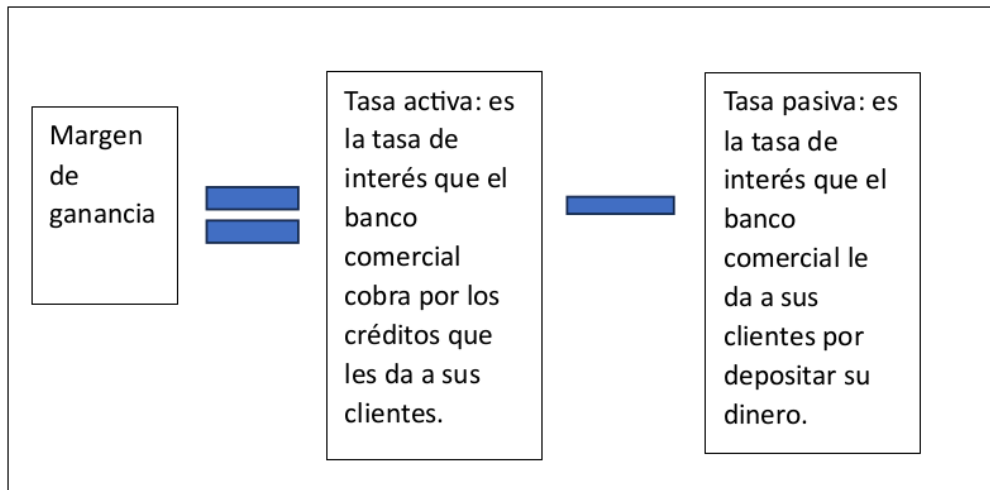 Margen
de
ganancia
Tasa activa: es
la tasa de
interés que el
banco
comercial
cobra por los
créditos que
les da a sus
clientes.
Tasa pasiva: es
la tasa de
interés que el
banco
comercial le
da a sus
clientes por
depositar su
dinero.